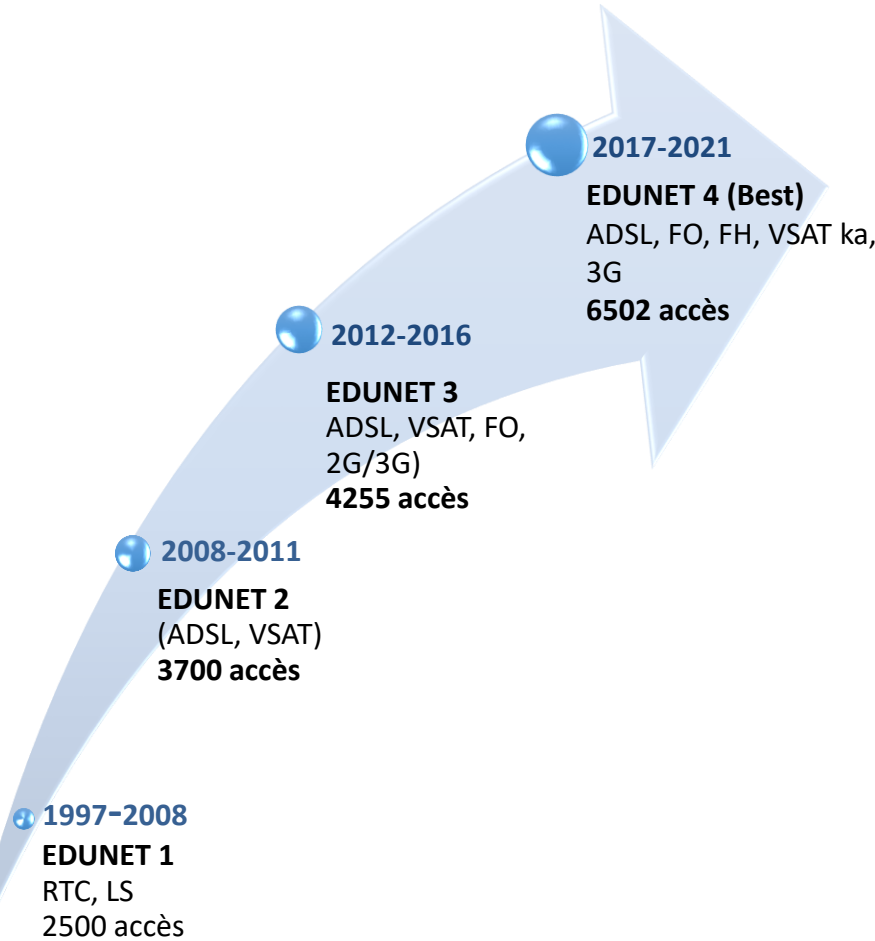 2017-2021
EDUNET 4 (Best)
ADSL, FO, FH, VSAT ka,
3G
6502 accès
2012-2016
EDUNET 3
ADSL, VSAT, FO,
2G/3G)
4255 accès
2008-2011
EDUNET 2
(ADSL, VSAT)
3700 accès
1997-2008
EDUNET 1
RTC, LS
2500 accès